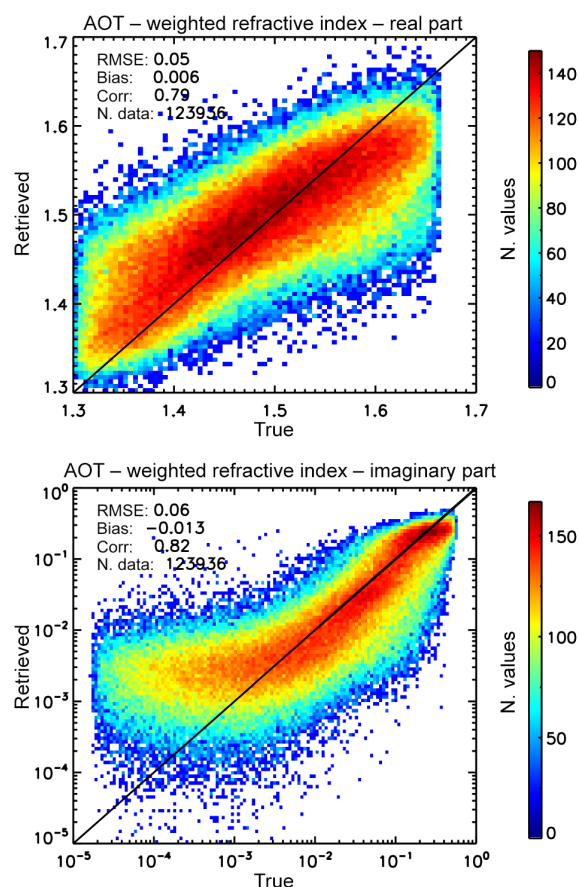 AOT – weighted refractive index – real part
RMSE: 0.05
Bias: 0.006
Corr: 0.79
N. data: 123936
1.7
1.6
1.5
1.4
1.3
Retrieved
1.3 1.4 1.5 1.6 1.7
True
N. values
140
120
100
80
60
40
20
0
AOT – weighted refractive index – imaginary part
RMSE: 0.06
Bias: −0.013
Corr: 0.82
N. data: 123936
10⁰
10⁻¹
10⁻²
10⁻³
10⁻⁴
10⁻⁵
Retrieved
10⁻⁵ 10⁻⁴ 10⁻³ 10⁻² 10⁻¹ 10⁰
True
N. values
150
100
50
0